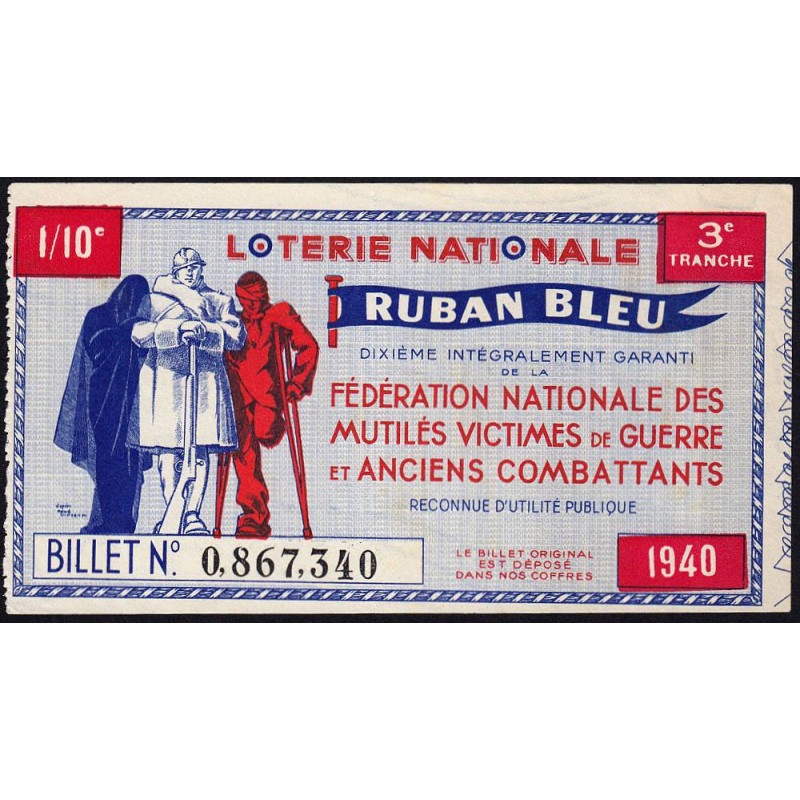 1/10e
LOTERIE NATIONALE
3e
TRANCHE
RUBAN BLEU
DIXIÈME INTÉGRALEMENT GARANTI
DE LA
FÉDÉRATION NATIONALE DES
MUTILÉS VICTIMES DE GUERRE
ET ANCIENS COMBATTANTS
RECONNUE D'UTILITÉ PUBLIQUE
BILLET No. 0,867,340
LE BILLET ORIGINAL
EST DÉPOSÉ
DANS NOS COFFRES
1940